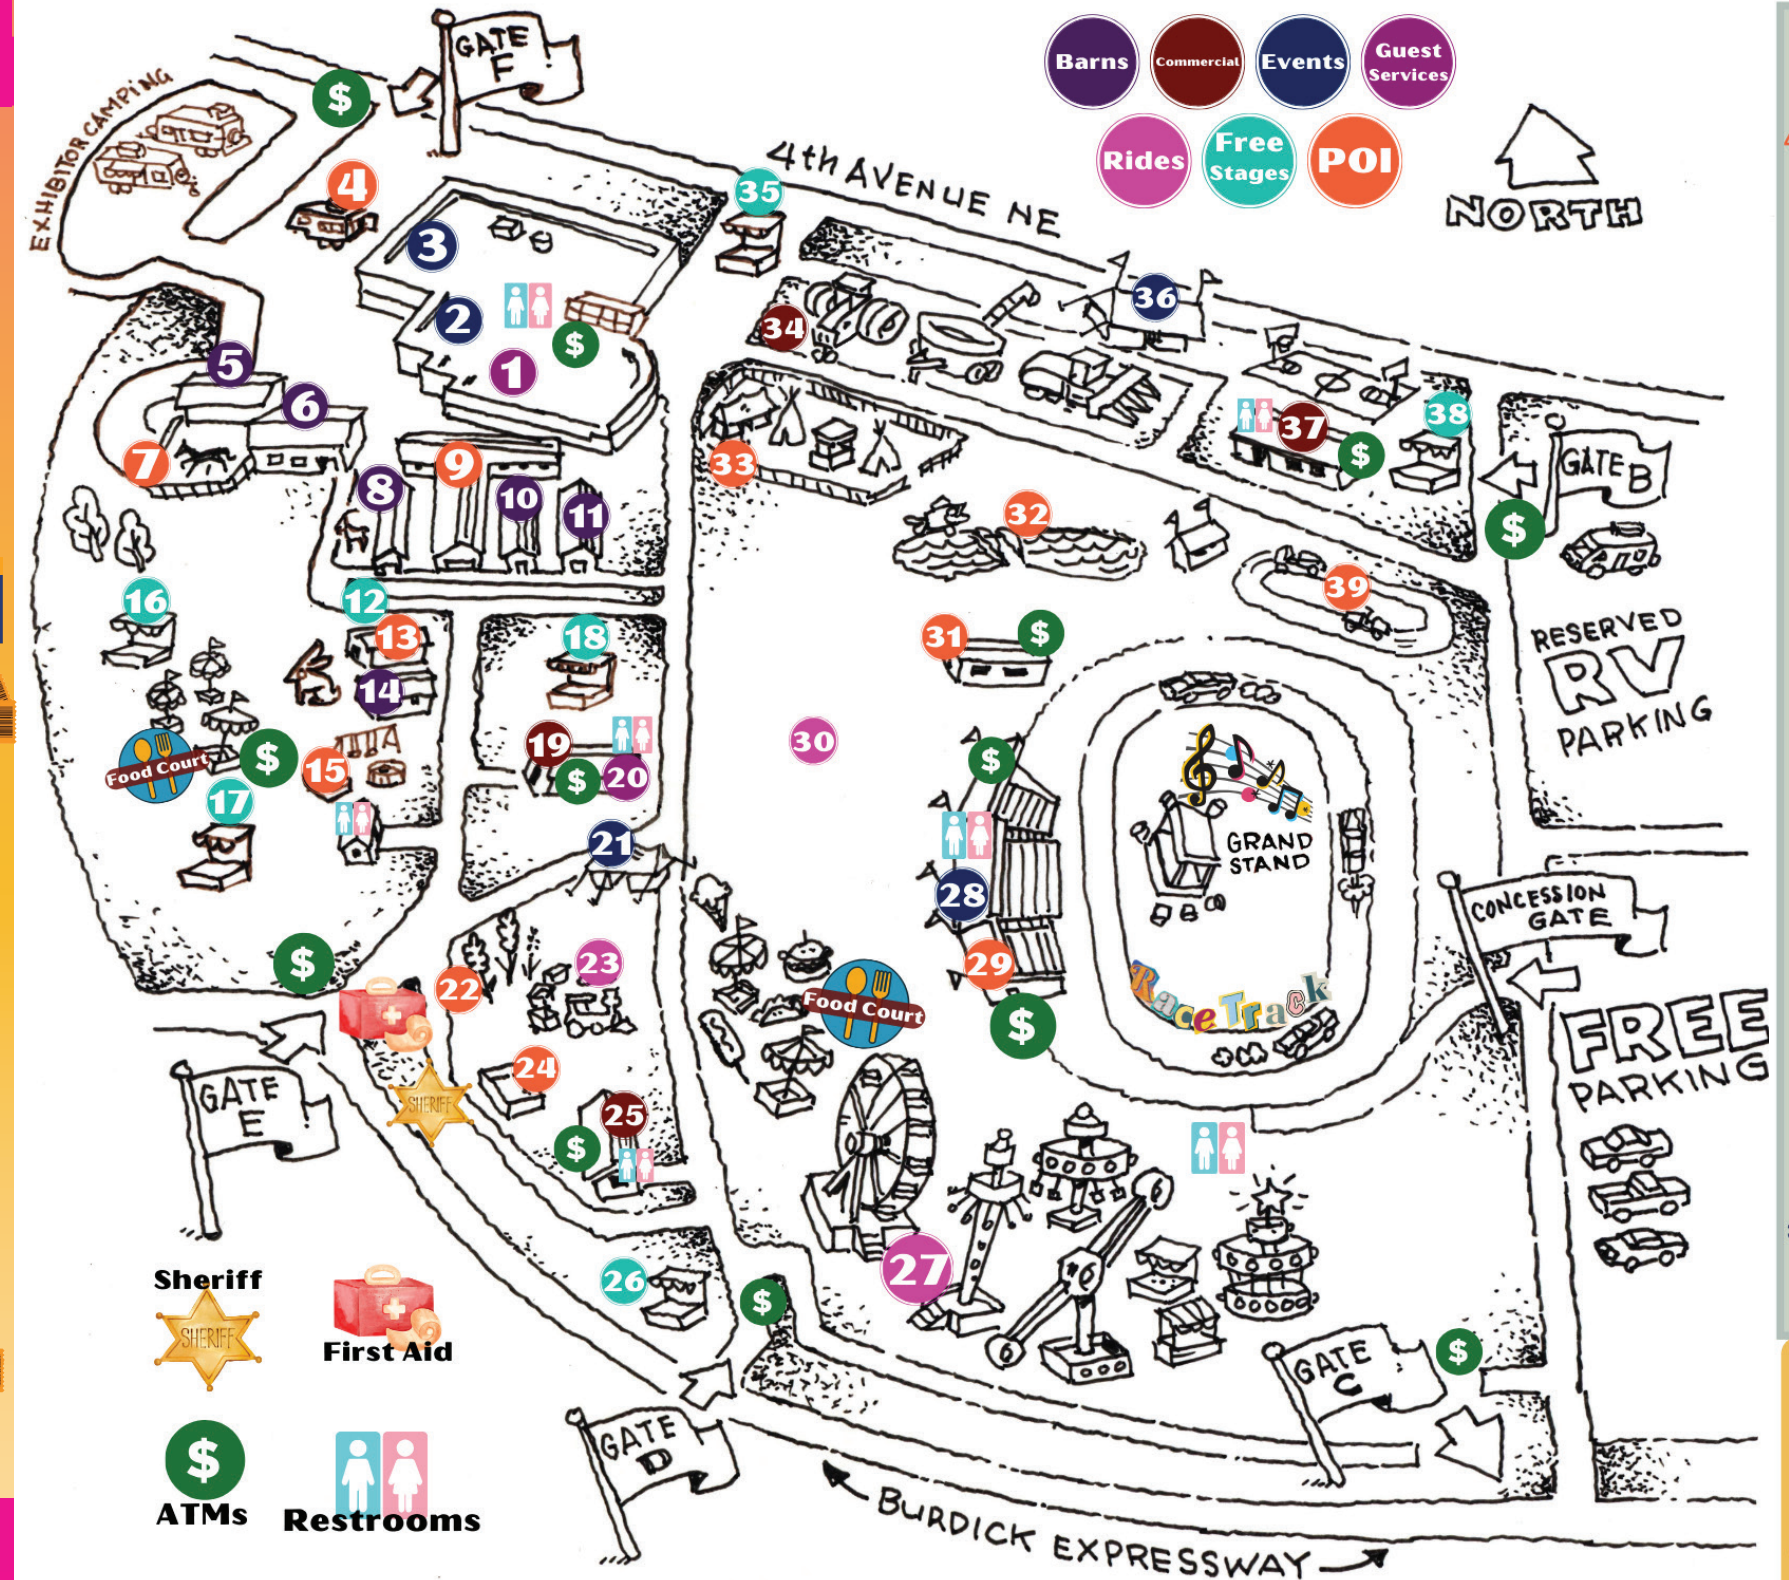 GATE
F
Barns
Commercial
Events
Guest
Services
Rides
Free
Stages
POI
NORTH
EXHIBITOR CAMPING
$
4
4th AVENUE NE
35
3
2
1
$
34
36
5
6
7
8
9
10
11
33
32
37
$
38
GATE
B
$
39
RESERVED
RV
PARKING
16
12
13
14
18
31
$
30
19
$
20
Food Court
$
15
17
21
$
28
29
$
GRAND
STAND
Race Track
CONCESSION
GATE
FREE
PARKING
$
22
23
Food Court
SHERIFF
24
25
$
GATE
E
26
27
$
Sheriff
SHERIFF
First Aid
$
ATMs
Restrooms
GATE
D
GATE
C
$
6
6
6
BURDICK EXPRESSWAY